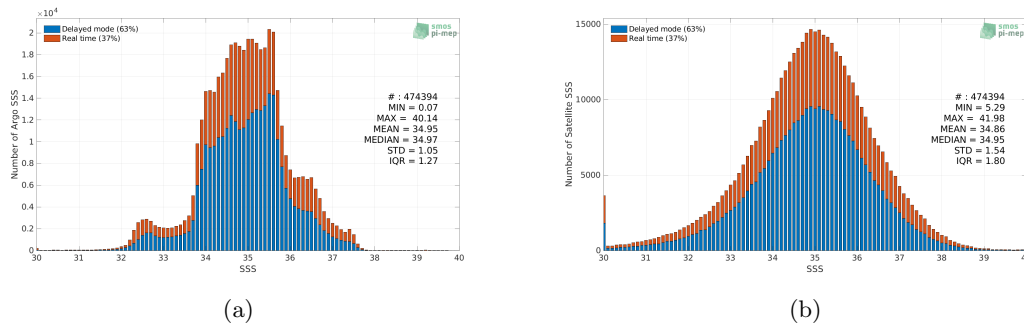 ×10⁴
Delayed mode (63%)
Real time (37%)
smos
pi-mep
2
1.8
1.6
1.4
1.2
1
0.8
0.6
0.4
0.2
0
Number of Argo SSS
# : 474394
MIN = 0.07
MAX = 40.14
MEAN = 34.95
MEDIAN = 34.97
STD = 1.05
IQR = 1.27
30 31 32 33 34 35 36 37 38 39 40
SSS
(a)
15000
Delayed mode (63%)
Real time (37%)
smos
pi-mep
10000
5000
0
Number of Satellite SSS
# : 474394
MIN = 5.29
MAX = 41.98
MEAN = 34.86
MEDIAN = 34.95
STD = 1.54
IQR = 1.80
30 31 32 33 34 35 36 37 38 39
SSS
(b)